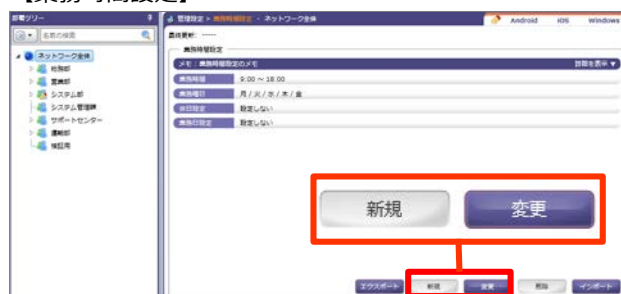 【業務時間設定】
部署ツリー
名前の検索
ネットワーク全体
総務部
営業部
システム部
システム管理課
サポートセンター
運輸部
検証用
管理設定 > 業務時間設定 - ネットワーク全体
Android iOS Windows
最終更新: -----
業務時間設定
メモ：業務時間設定のメモ
詳細を表示 ▼
業務時間 9:00 ～ 18:00
業務曜日 月 / 火 / 水 / 木 / 金
休日設定 設定しない
業務日設定 設定しない
新規 変更
エクスポート 新規 変更 削除 インポート